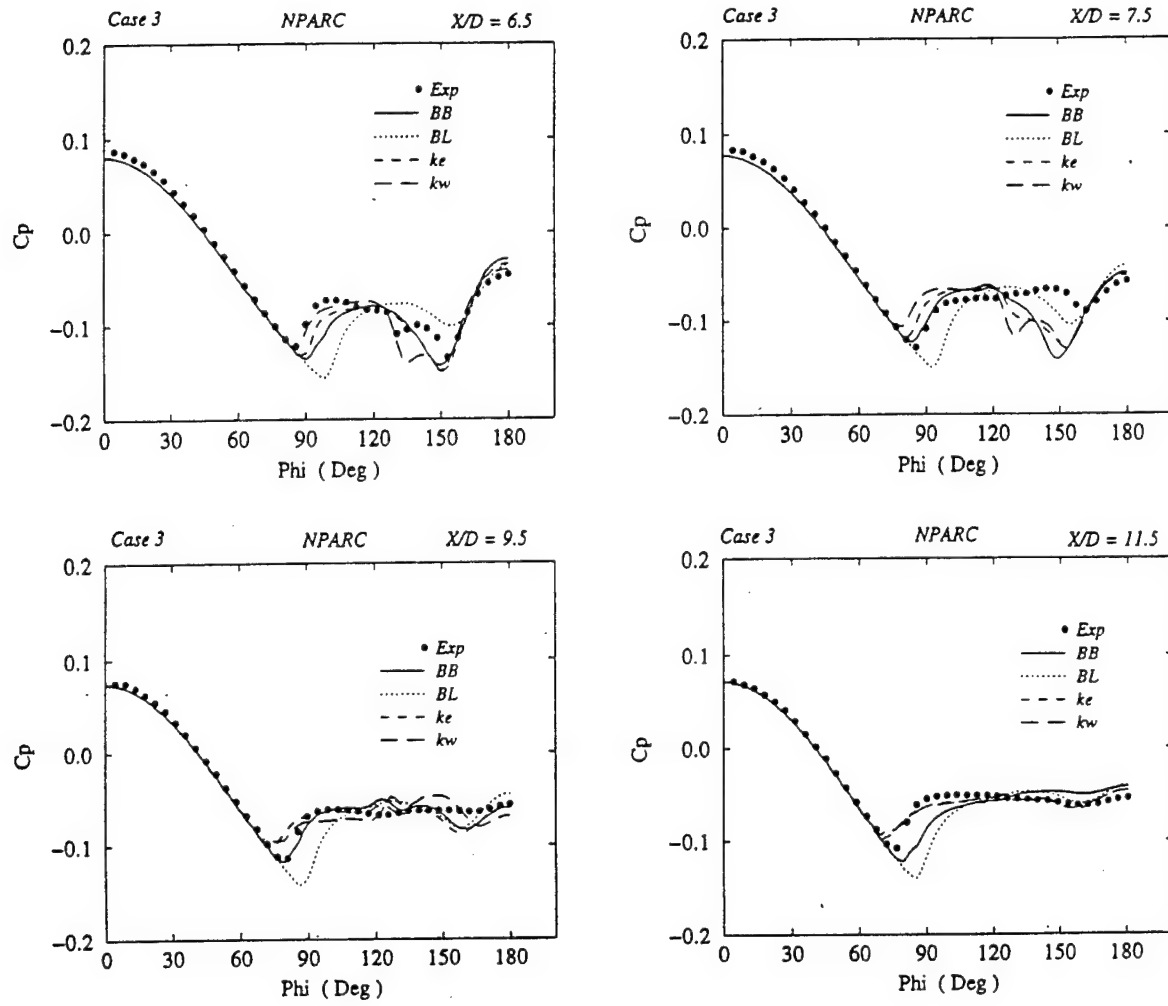 Case 3 NPARC X/D = 6.5
0.2
0.1
0.0
−0.1
−0.2
Cp
Exp
BB
BL
ke
kw
0 30 60 90 120 150 180
Phi ( Deg )
Case 3 NPARC X/D = 7.5
0.2
0.1
0.0
−0.1
−0.2
Cp
Exp
BB
BL
ke
kw
0 30 60 90 120 150 180
Phi ( Deg )
Case 3 NPARC X/D = 9.5
0.2
0.1
0.0
−0.1
−0.2
Cp
Exp
BB
BL
ke
kw
0 30 60 90 120 150 180
Phi ( Deg )
Case 3 NPARC X/D = 11.5
0.2
0.1
0.0
−0.1
−0.2
Cp
Exp
BB
BL
ke
kw
0 30 60 90 120 150 180
Phi ( Deg )